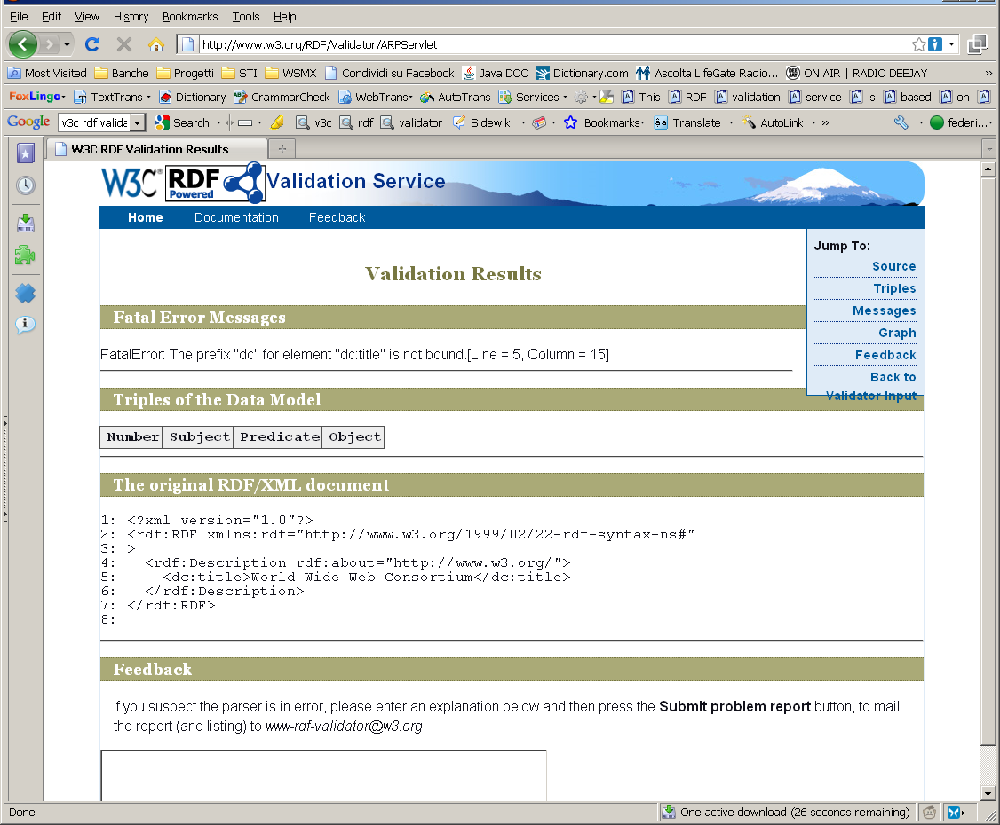 File Edit View History Bookmarks Tools Help
http://www.w3.org/RDF/Validator/ARPServlet
Most Visited Banche Progetti STI WSMX Condividi su Facebook Java DOC Dictionary.com Ascolta LifeGate Radio... ON AIR | RADIO DEEJAY »
FoxLingo TextTrans Dictionary GrammarCheck WebTrans AutoTrans Services This RDF validation service is based on
Google v3c rdf valida Search v3c rdf validator Sidewiki Bookmarks Translate AutoLink » federi...
W3C RDF Validation Results
W3C® RDF Powered Validation Service
Home Documentation Feedback
Jump To:
Source
Triples
Messages
Graph
Feedback
Back to
Validator Input
Validation Results
Fatal Error Messages
FatalError: The prefix "dc" for element "dc:title" is not bound.[Line = 5, Column = 15]
Triples of the Data Model
Number Subject Predicate Object
The original RDF/XML document
1: <?xml version="1.0"?>
2: <rdf:RDF xmlns:rdf="http://www.w3.org/1999/02/22-rdf-syntax-ns#"
3: >
4:   <rdf:Description rdf:about="http://www.w3.org/">
5:     <dc:title>World Wide Web Consortium</dc:title>
6:   </rdf:Description>
7: </rdf:RDF>
8:
Feedback
If you suspect the parser is in error, please enter an explanation below and then press the Submit problem report button, to mail
the report (and listing) to www-rdf-validator@w3.org
Done One active download (26 seconds remaining)